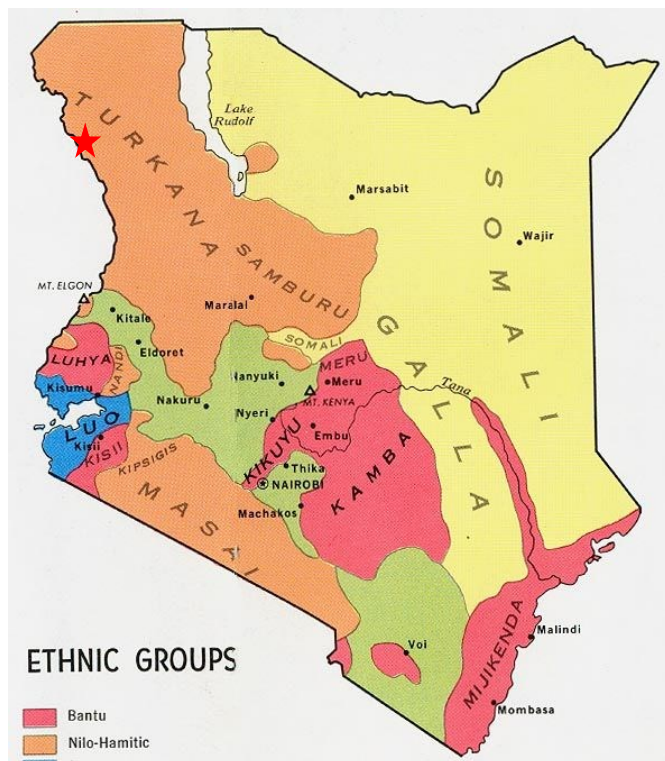 TURKANA
Lake
Rudolf
Marsabit
SOMALI
Wajir
SAMBURU
MT. ELGON
Maralal
Kitale
GALLA
SOMALI
Eldoret
LUHYA
NANDI
MERU
Nanyuki
Meru
Tana
Kisumu
Nakuru
MT. KENYA
LUO
Nyeri
Embu
Kisii
KISII
KIKUYU
KIPSIGIS
Thika
NAIROBI
KAMBA
MASAI
Machakos
Malindi
Voi
MIJIKENDA
Mombasa
ETHNIC GROUPS
Bantu
Nilo-Hamitic